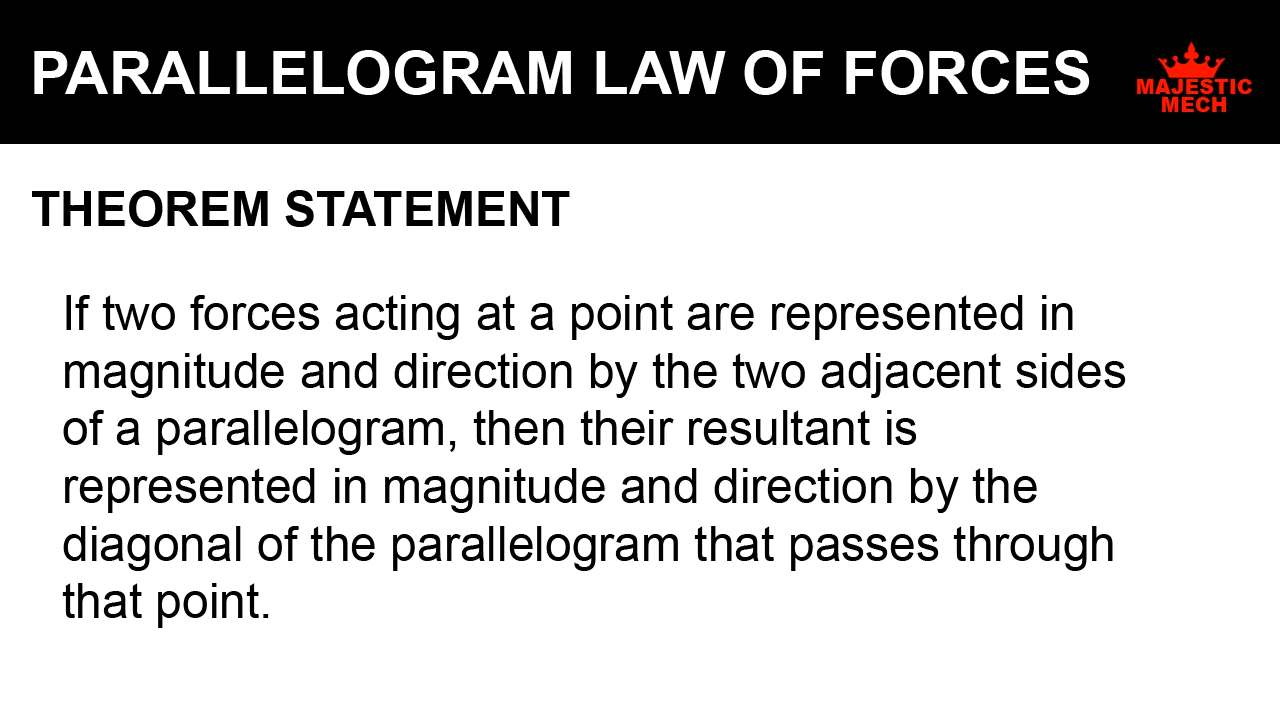 PARALLELOGRAM LAW OF FORCES
MAJESTIC
MECH
THEOREM STATEMENT
If two forces acting at a point are represented in
magnitude and direction by the two adjacent sides
of a parallelogram, then their resultant is
represented in magnitude and direction by the
diagonal of the parallelogram that passes through
that point.